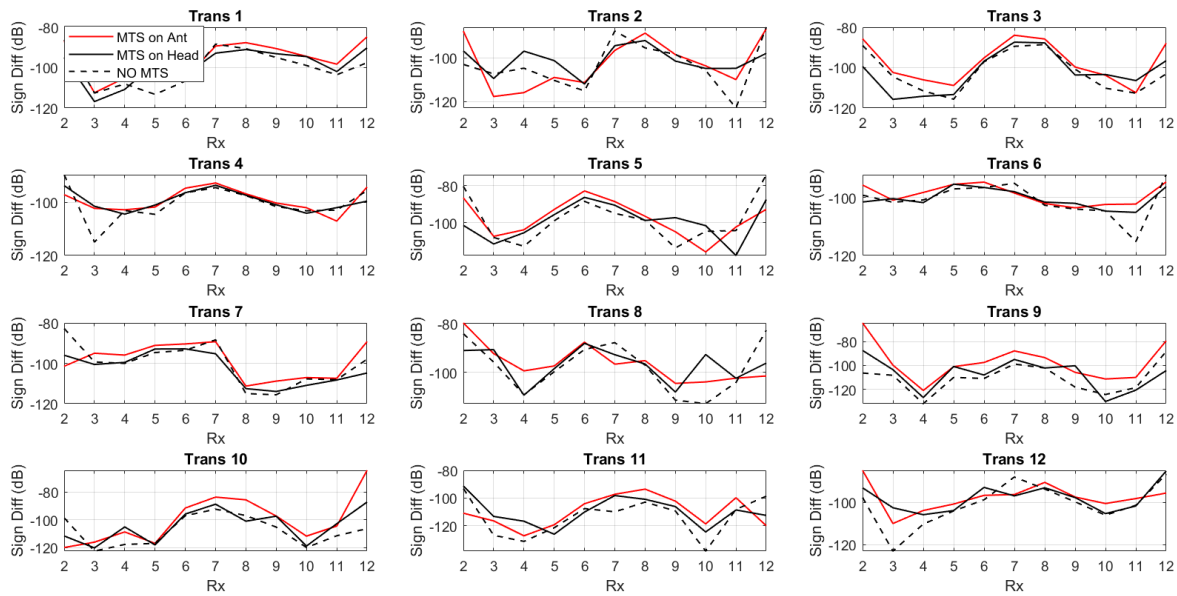 Trans 1
Sign Diff (dB)
-80
-100
-120
MTS on Ant
MTS on Head
NO MTS
2 3 4 5 6 7 8 9 10 11 12
Rx
Trans 2
Sign Diff (dB)
-100
-120
2 3 4 5 6 7 8 9 10 11 12
Rx
Trans 3
Sign Diff (dB)
-80
-100
-120
2 3 4 5 6 7 8 9 10 11 12
Rx
Trans 4
Sign Diff (dB)
-100
-120
2 3 4 5 6 7 8 9 10 11 12
Rx
Trans 5
Sign Diff (dB)
-80
-100
2 3 4 5 6 7 8 9 10 11 12
Rx
Trans 6
Sign Diff (dB)
-100
-120
2 3 4 5 6 7 8 9 10 11 12
Rx
Trans 7
Sign Diff (dB)
-80
-100
-120
2 3 4 5 6 7 8 9 10 11 12
Rx
Trans 8
Sign Diff (dB)
-80
-100
2 3 4 5 6 7 8 9 10 11 12
Rx
Trans 9
Sign Diff (dB)
-80
-100
-120
2 3 4 5 6 7 8 9 10 11 12
Rx
Trans 10
Sign Diff (dB)
-80
-100
-120
2 3 4 5 6 7 8 9 10 11 12
Rx
Trans 11
Sign Diff (dB)
-80
-100
-120
2 3 4 5 6 7 8 9 10 11 12
Rx
Trans 12
Sign Diff (dB)
-100
-120
2 3 4 5 6 7 8 9 10 11 12
Rx